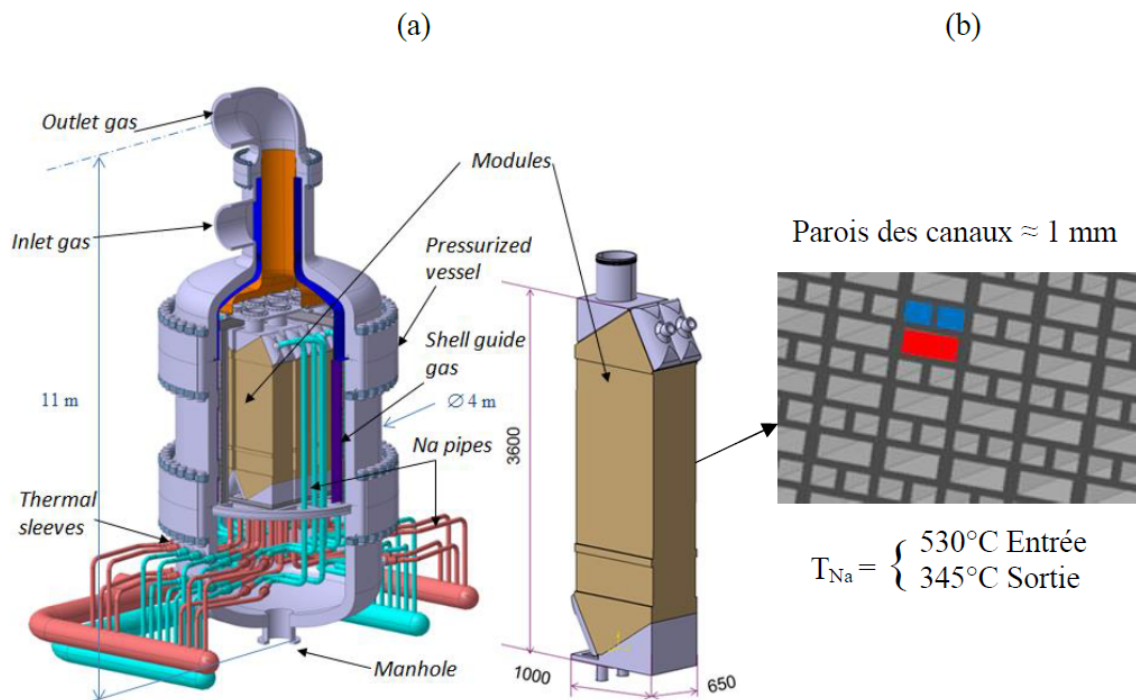 (a)
(b)
Outlet gas
Modules
Inlet gas
Pressurized
vessel
Shell guide
gas
11 m
∅ 4 m
Na pipes
Thermal
sleeves
Manhole
3600
1000
650
Parois des canaux ≈ 1 mm
T_Na = { 530°C Entrée
345°C Sortie